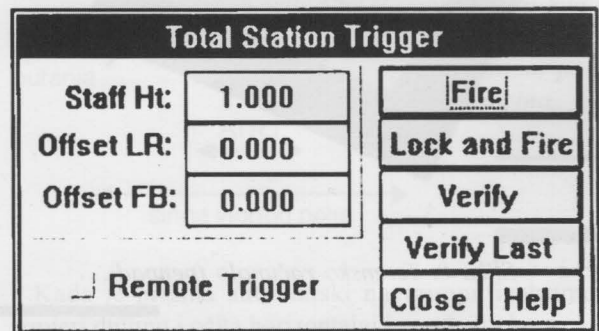 Total Station Trigger
Staff Ht: 1.000
Offset LR: 0.000
Offset FB: 0.000
Remote Trigger
Fire
Lock and Fire
Verify
Verify Last
Close Help